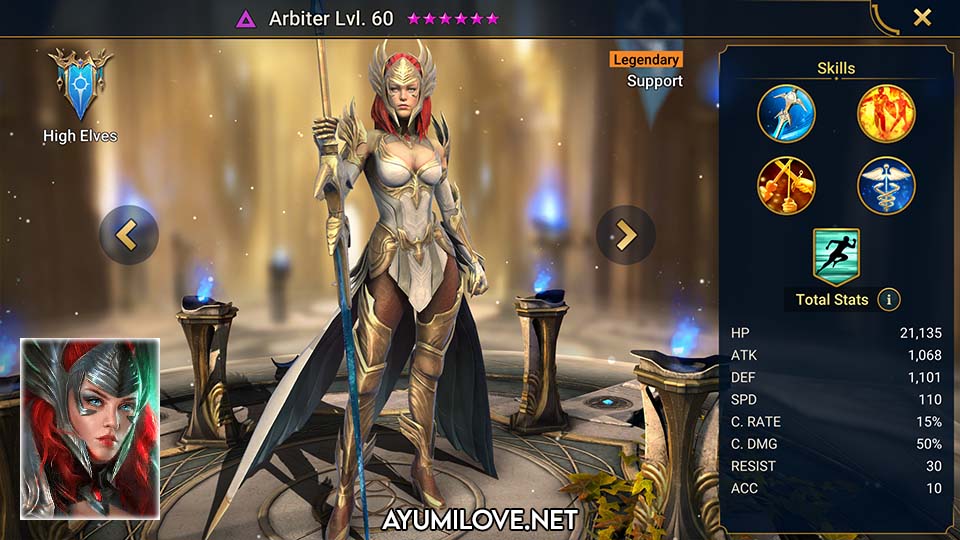 Arbiter Lvl. 60
High Elves
Legendary
Support
Skills
Total Stats i
HP 21,135
ATK 1,068
DEF 1,101
SPD 110
C. RATE 15%
C. DMG 50%
RESIST 30
ACC 10
AYUMILOVE.NET